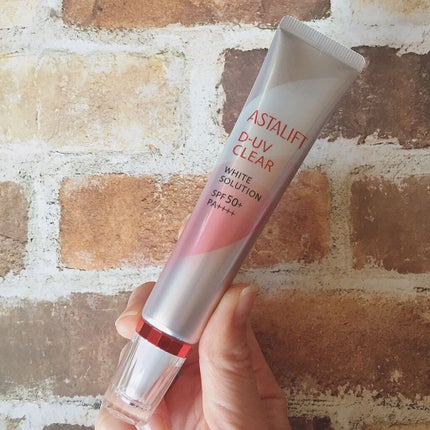 ASTALIFT
D-UV
CLEAR
WHITE
SOLUTION
SPF50+
PA++++